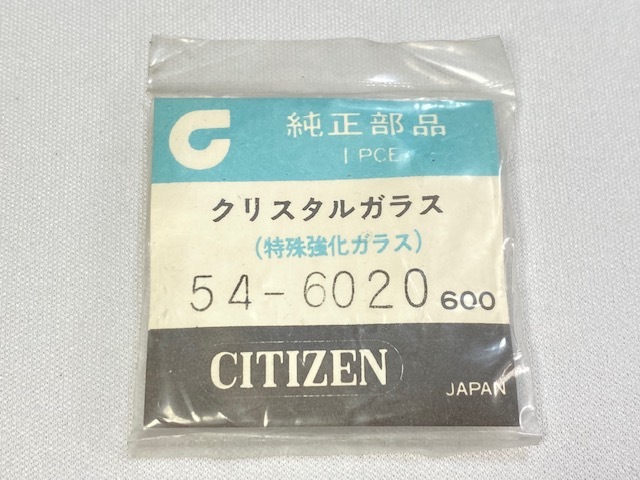 純正部品
1 PCE
クリスタルガラス
(特殊強化ガラス)
54-6020 600
CITIZEN
JAPAN